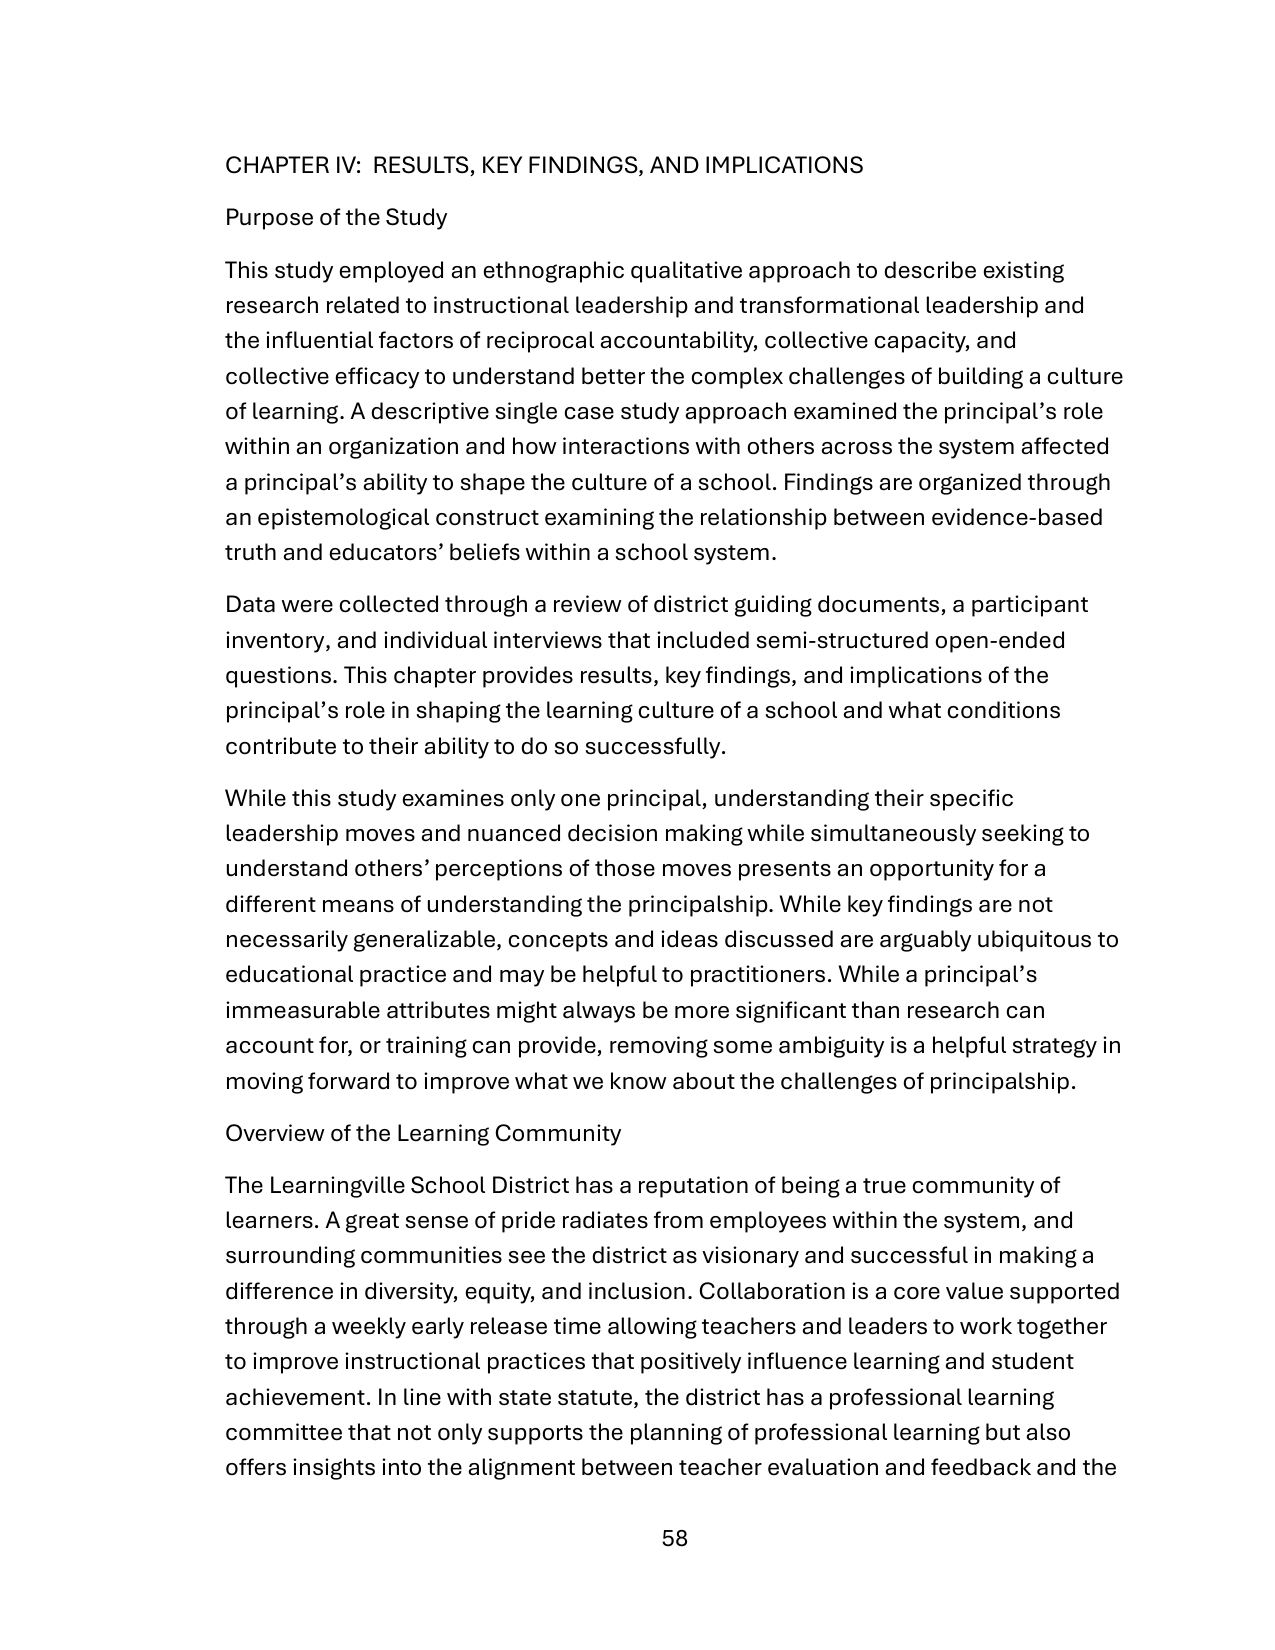 CHAPTER IV:  RESULTS, KEY FINDINGS, AND IMPLICATIONS
Purpose of the Study
This study employed an ethnographic qualitative approach to describe existing
research related to instructional leadership and transformational leadership and
the influential factors of reciprocal accountability, collective capacity, and
collective efficacy to understand better the complex challenges of building a culture
of learning. A descriptive single case study approach examined the principal’s role
within an organization and how interactions with others across the system affected
a principal’s ability to shape the culture of a school. Findings are organized through
an epistemological construct examining the relationship between evidence-based
truth and educators’ beliefs within a school system.
Data were collected through a review of district guiding documents, a participant
inventory, and individual interviews that included semi-structured open-ended
questions. This chapter provides results, key findings, and implications of the
principal’s role in shaping the learning culture of a school and what conditions
contribute to their ability to do so successfully.
While this study examines only one principal, understanding their specific
leadership moves and nuanced decision making while simultaneously seeking to
understand others’ perceptions of those moves presents an opportunity for a
different means of understanding the principalship. While key findings are not
necessarily generalizable, concepts and ideas discussed are arguably ubiquitous to
educational practice and may be helpful to practitioners. While a principal’s
immeasurable attributes might always be more significant than research can
account for, or training can provide, removing some ambiguity is a helpful strategy in
moving forward to improve what we know about the challenges of principalship.
Overview of the Learning Community
The Learningville School District has a reputation of being a true community of
learners. A great sense of pride radiates from employees within the system, and
surrounding communities see the district as visionary and successful in making a
difference in diversity, equity, and inclusion. Collaboration is a core value supported
through a weekly early release time allowing teachers and leaders to work together
to improve instructional practices that positively influence learning and student
achievement. In line with state statute, the district has a professional learning
committee that not only supports the planning of professional learning but also
offers insights into the alignment between teacher evaluation and feedback and the
58